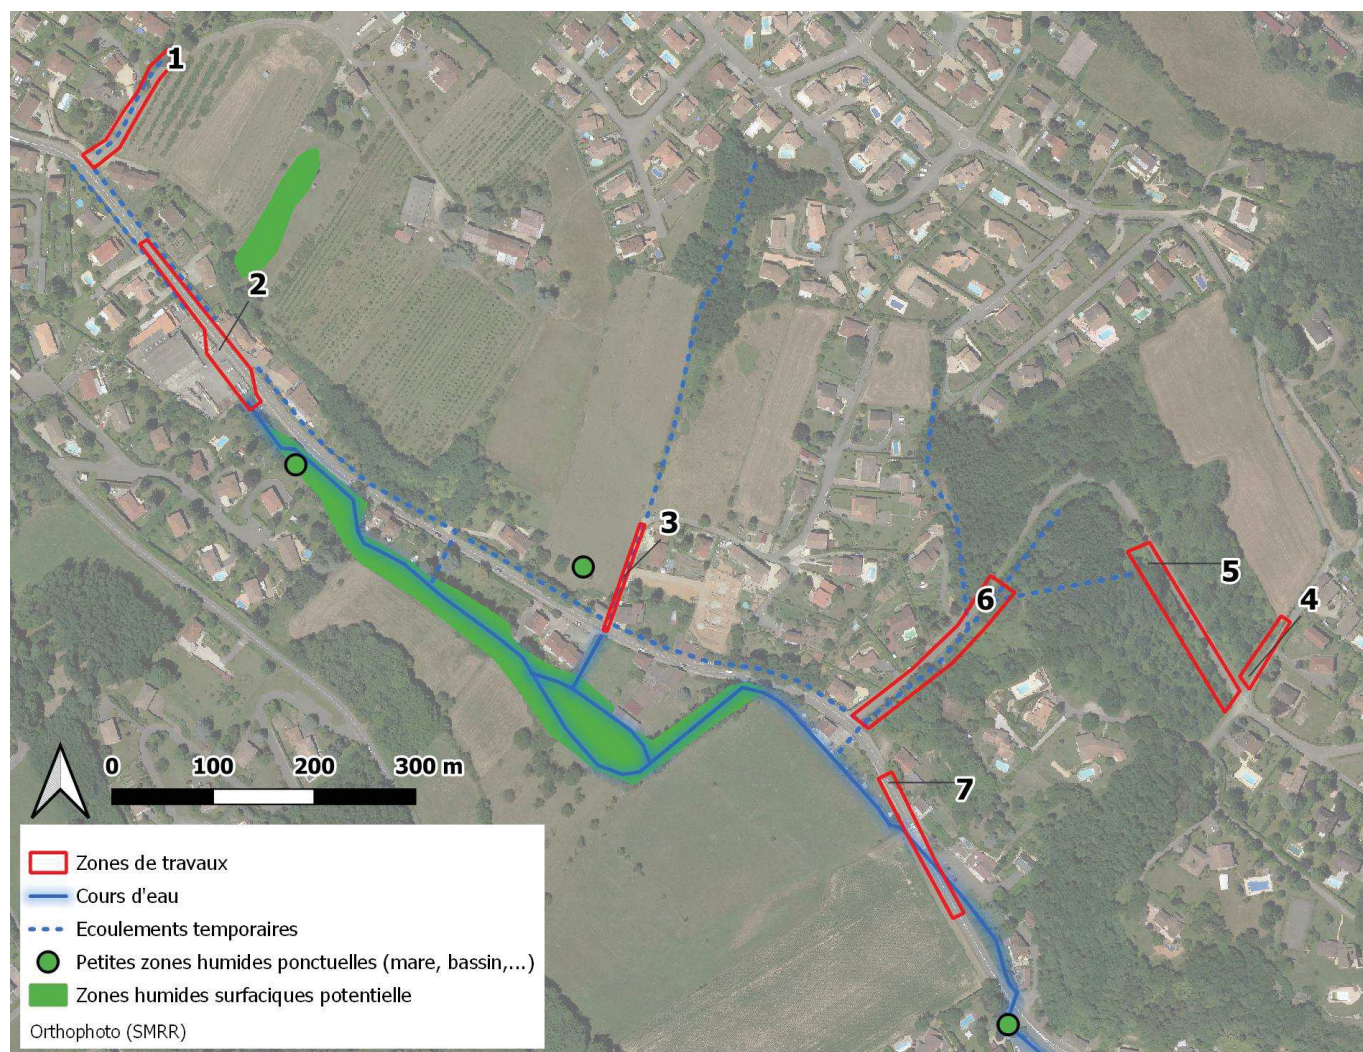 1
2
3
5
6
4
0 100 200 300 m
7
Zones de travaux
Cours d'eau
Ecoulements temporaires
Petites zones humides ponctuelles (mare, bassin,...)
Zones humides surfaciques potentielle
Orthophoto (SMRR)